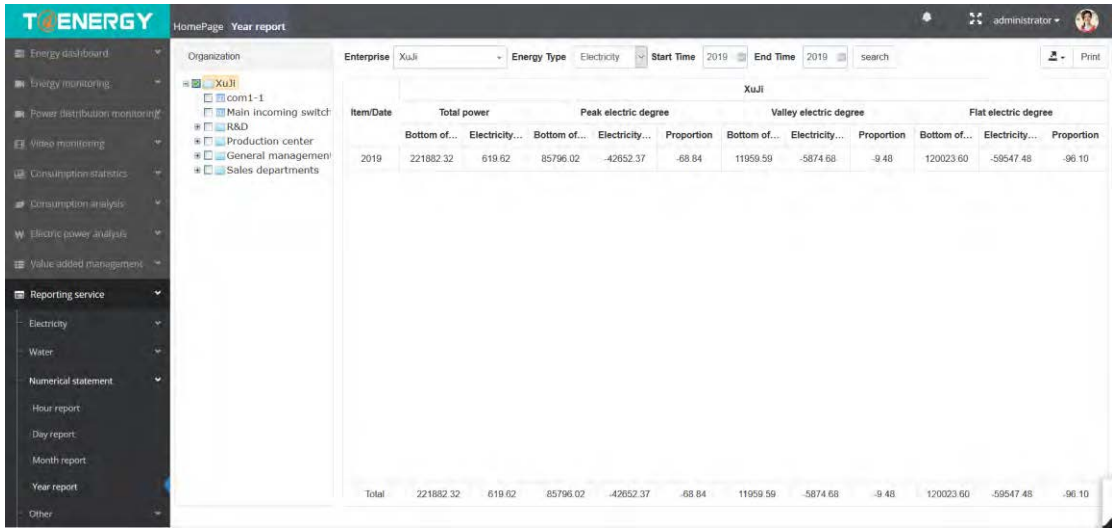 T@ENERGY
HomePage Year report
administrator
Energy dashboard
Energy monitoring
Power distribution monitoring
Video monitoring
Consumption statistics
Consumption analysis
Electric power analysis
Value added management
Reporting service
Electricity
Water
Numerical statement
Hour report
Day report
Month report
Year report
Other
Organization
XuJi
com1-1
Main incoming switch
R&D
Production center
General management
Sales departments
Enterprise XuJi Energy Type Electricity Start Time 2019 End Time 2019 search Print
XuJi
Item/Date Total power Peak electric degree Valley electric degree Flat electric degree
Bottom of... Electricity... Bottom of... Electricity... Proportion Bottom of... Electricity... Proportion Bottom of... Electricity... Proportion
2019 221882.32 619.62 85796.02 -42652.37 -68.84 11959.59 -5874.68 -9.48 120023.60 -59547.48 -96.10
Total 221882.32 619.62 85796.02 -42652.37 -68.84 11959.59 -5874.68 -9.48 120023.60 -59547.48 -96.10